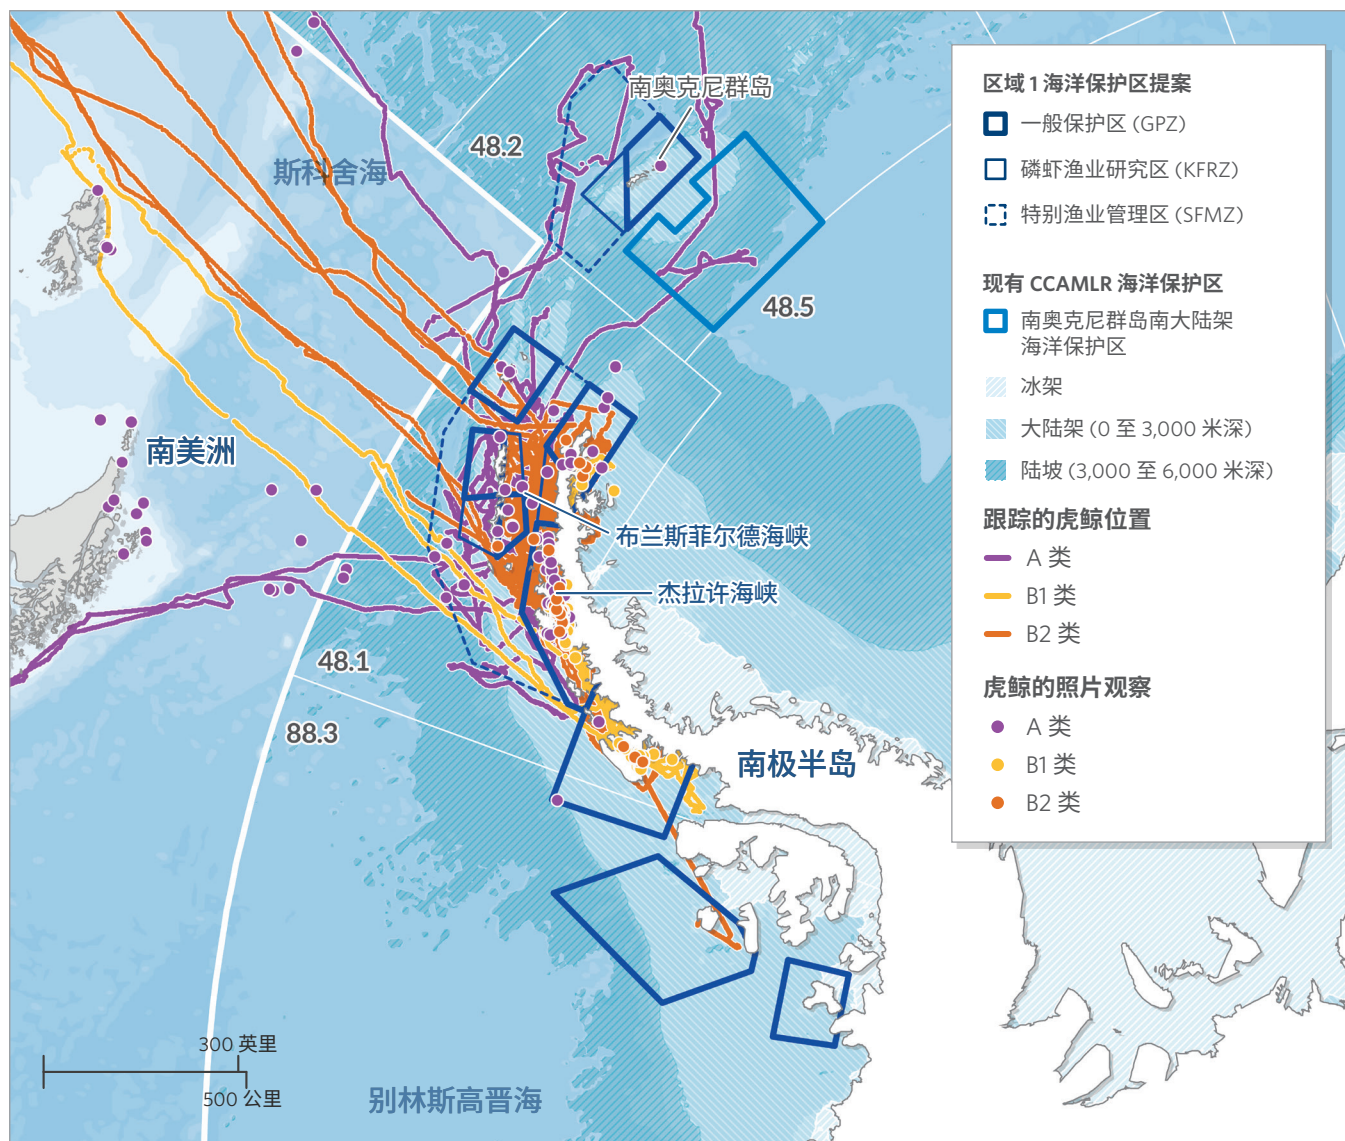 南奥克尼群岛
48.2
斯科舍海
48.5
南美洲
布兰斯菲尔德海峡
杰拉许海峡
48.1
88.3
南极半岛
300 英里
500 公里
别林斯高晋海
区域 1 海洋保护区提案
一般保护区 (GPZ)
磷虾渔业研究区 (KFRZ)
特别渔业管理区 (SFMZ)
现有 CCAMLR 海洋保护区
南奥克尼群岛南大陆架
海洋保护区
冰架
大陆架 (0 至 3,000 米深)
陆坡 (3,000 至 6,000 米深)
跟踪的虎鲸位置
A 类
B1 类
B2 类
虎鲸的照片观察
A 类
B1 类
B2 类